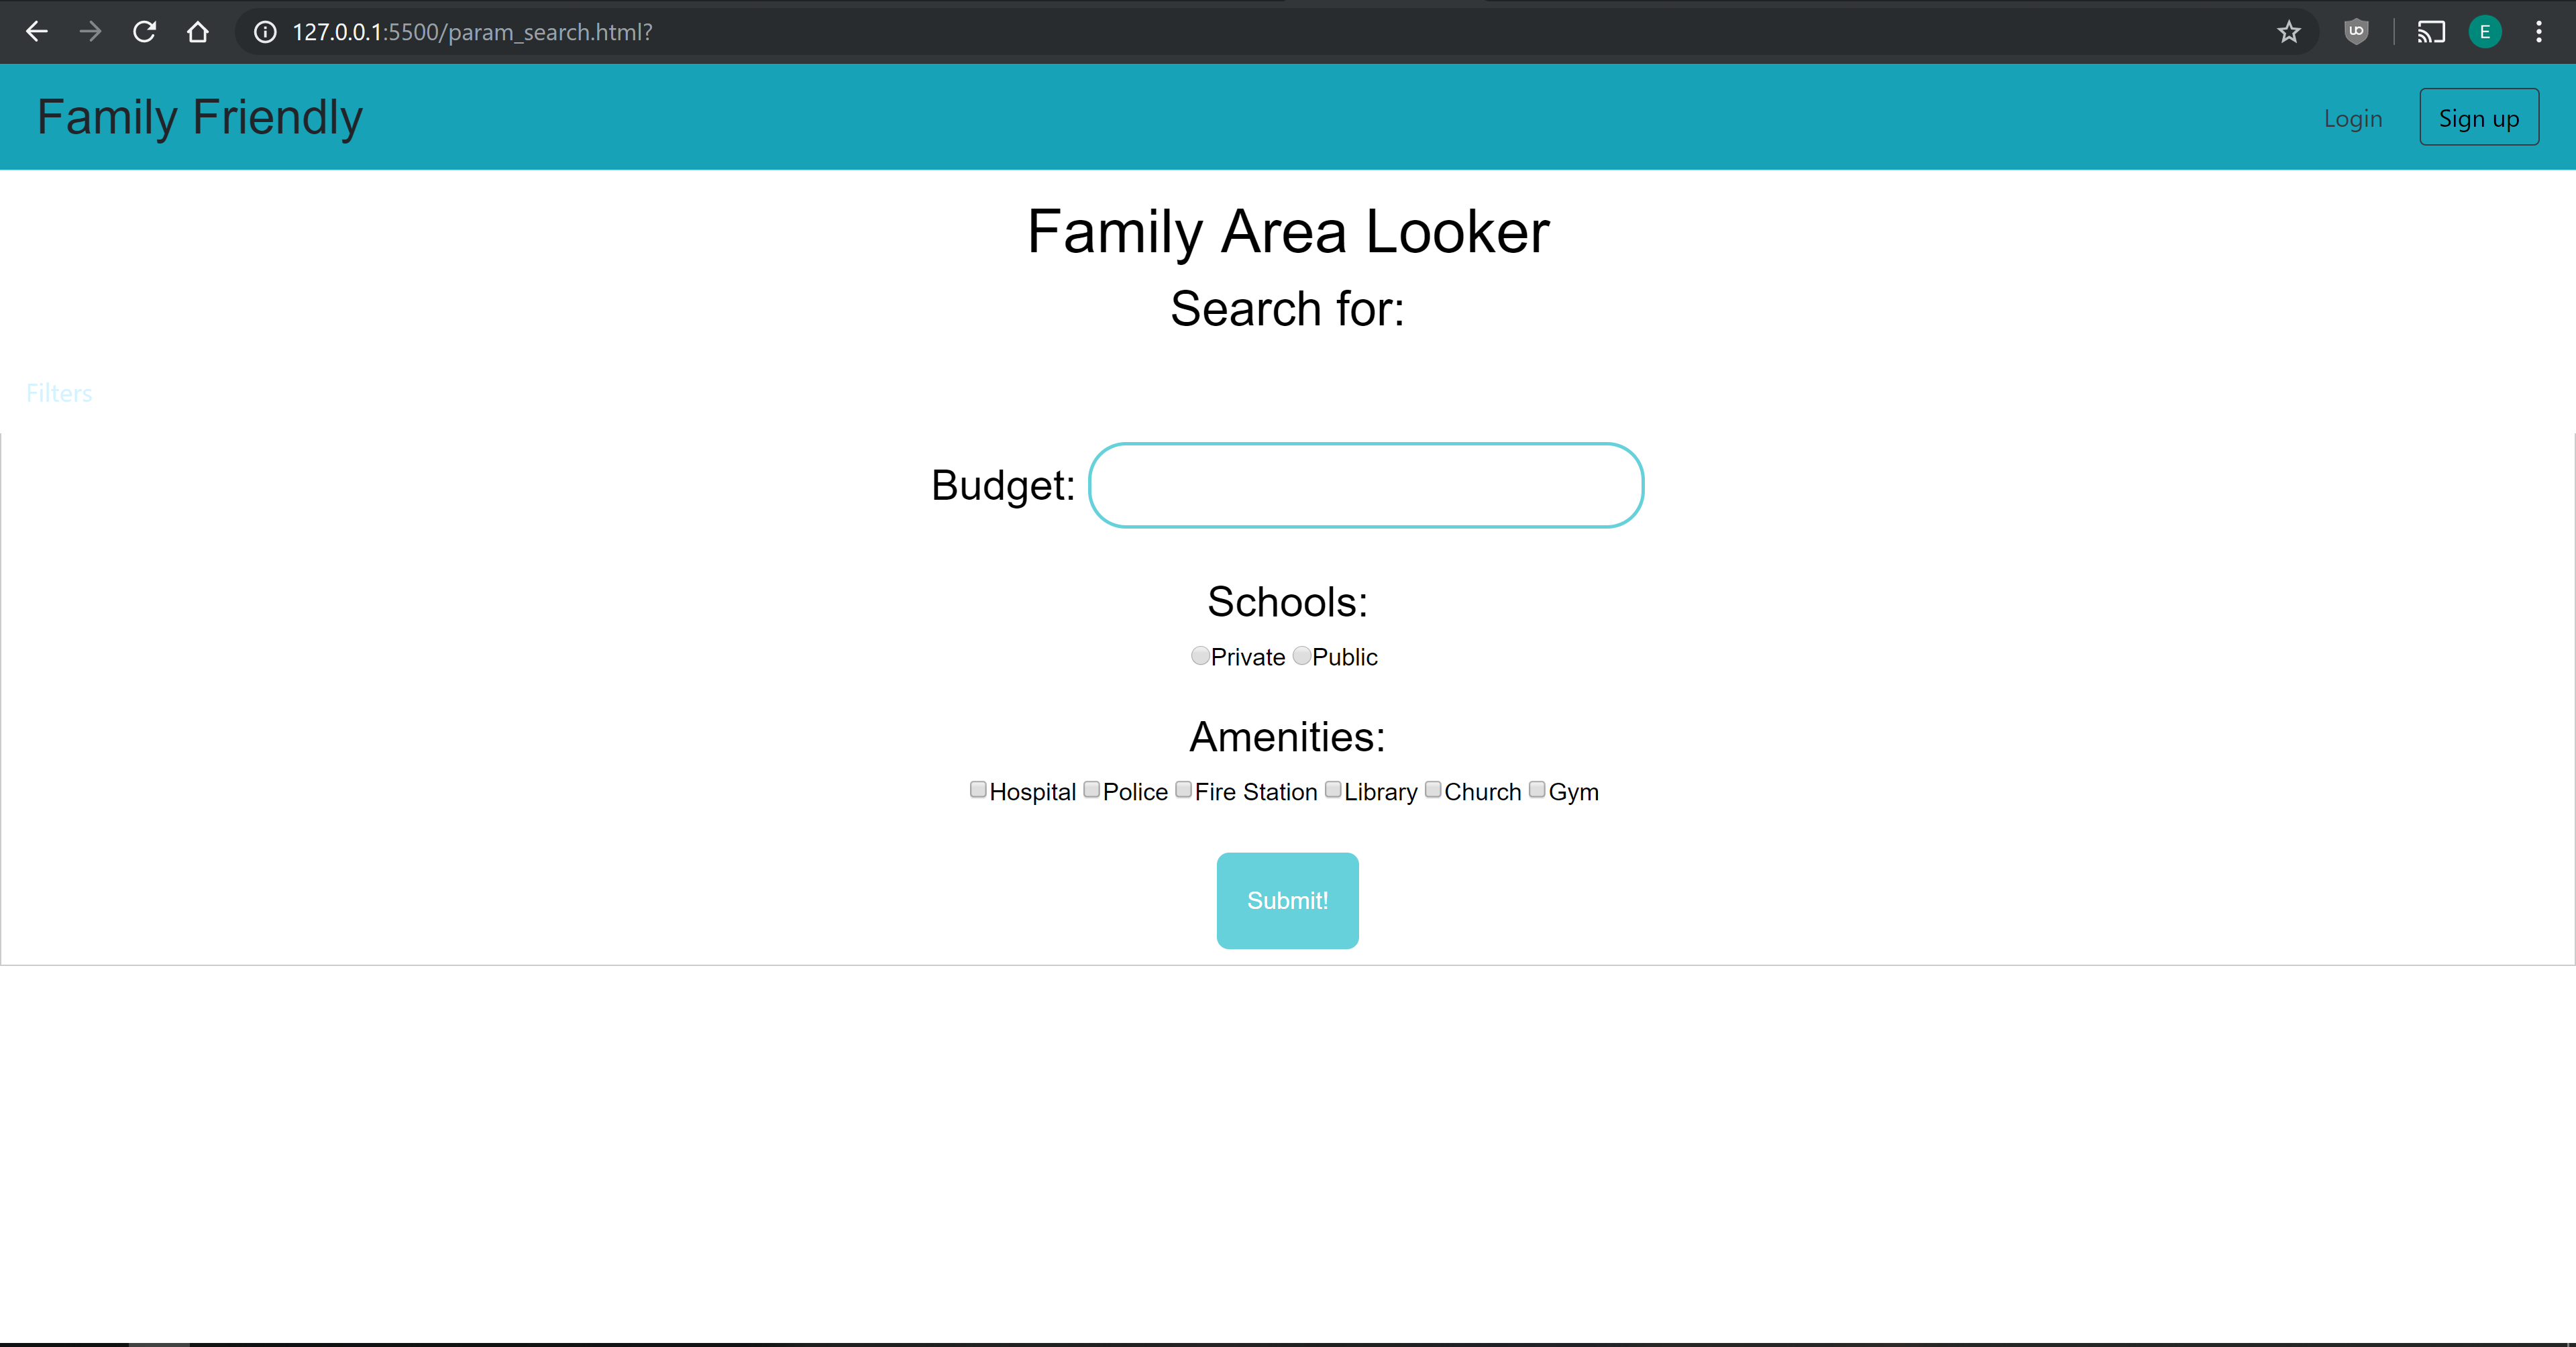 127.0.0.1:5500/param_search.html?
E
Family Friendly
Login
Sign up
Family Area Looker
Search for:
Filters
Budget:
Schools:
Private Public
Amenities:
Hospital Police Fire Station Library Church Gym
Submit!